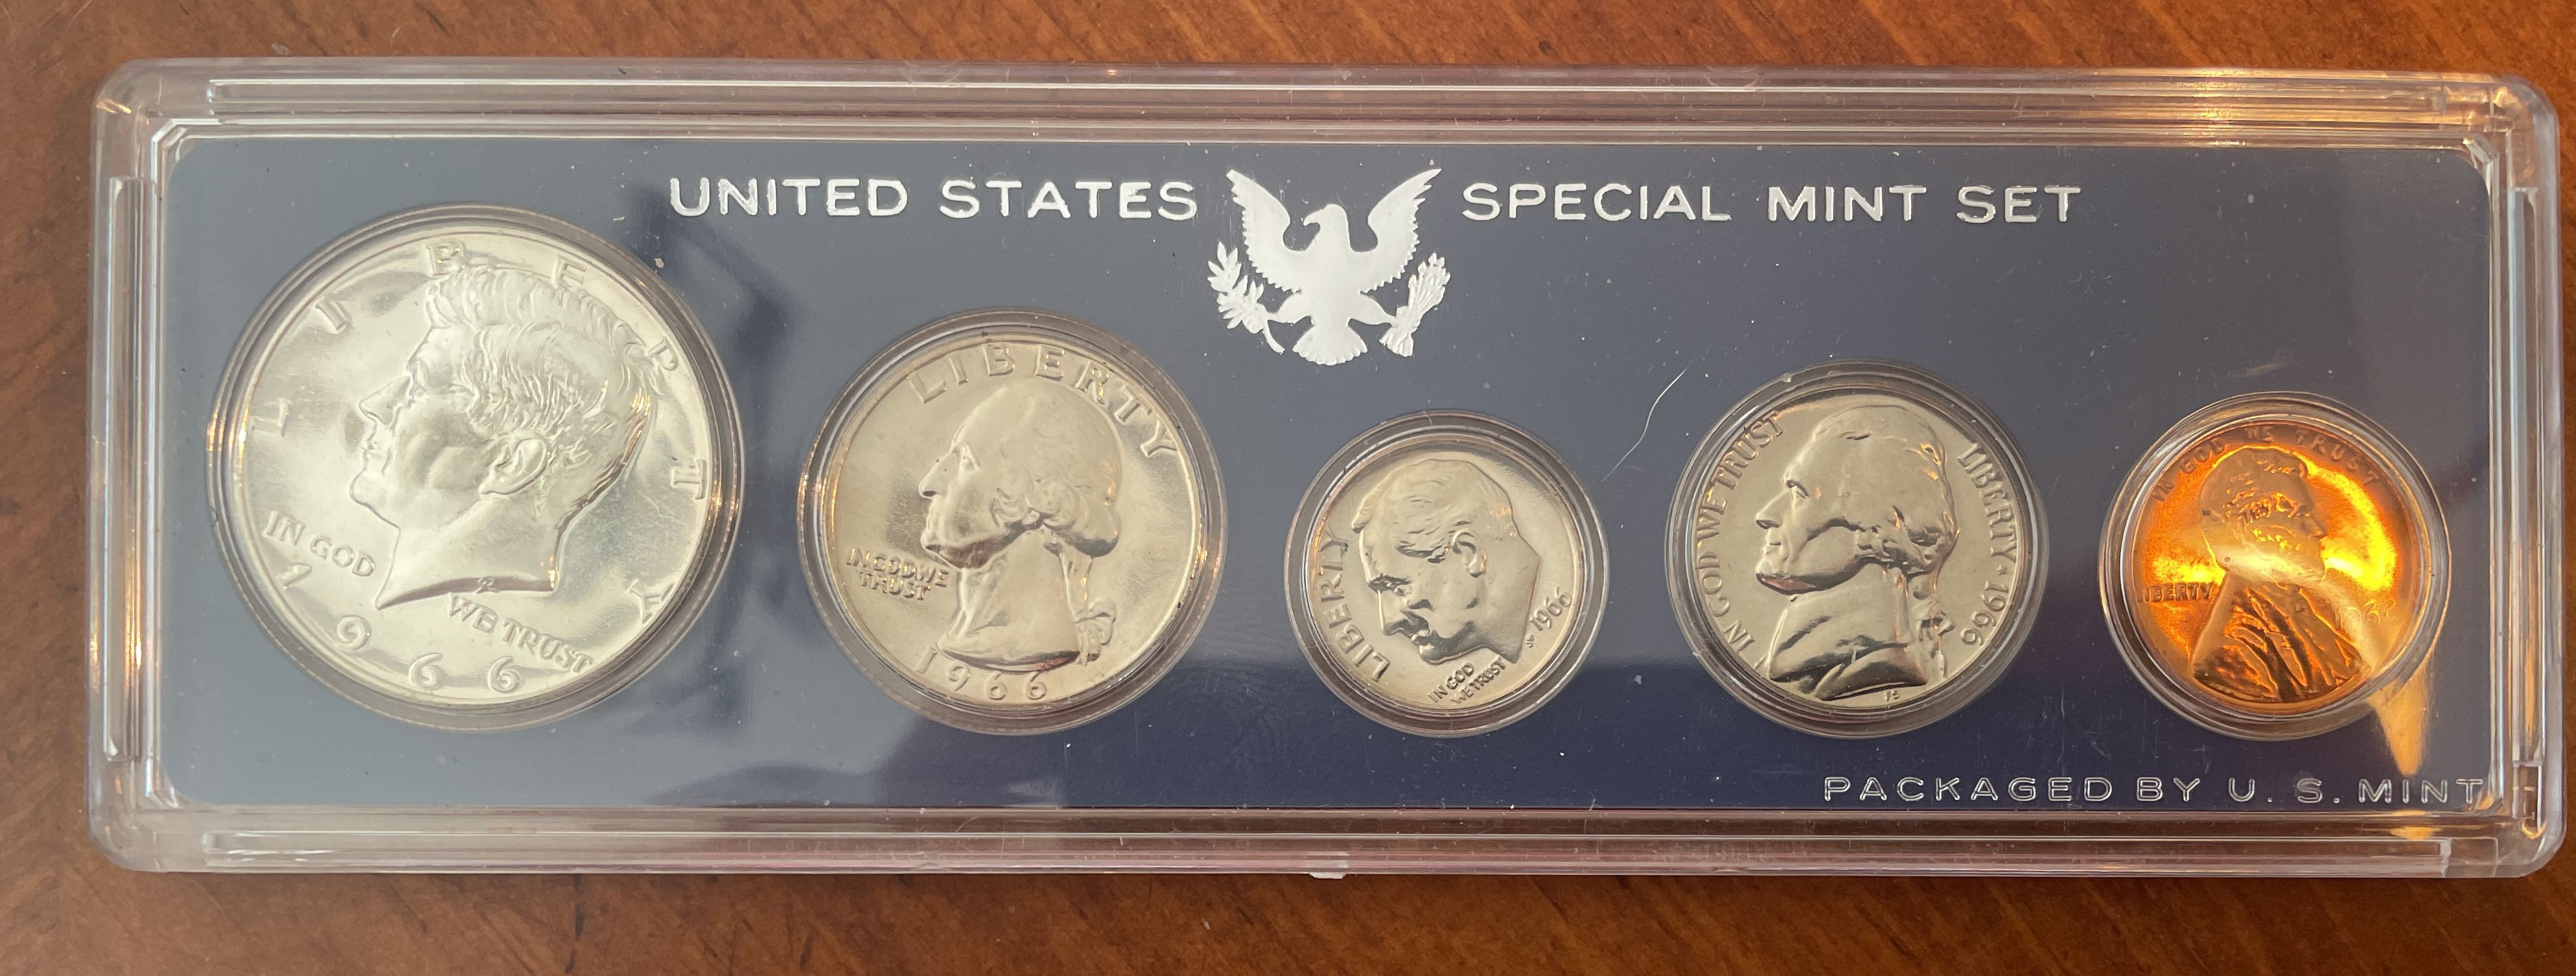 UNITED STATES SPECIAL MINT SET
LIBERTY
IN GOD
WE TRUST
1966
LIBERTY
IN GOD WE
TRUST
1966
LIBERTY
1966
IN GOD
WE TRUST
IN GOD WE TRUST
LIBERTY · 1966
FS
IN GOD WE TRUST
LIBERTY
PACKAGED BY U. S. MINT